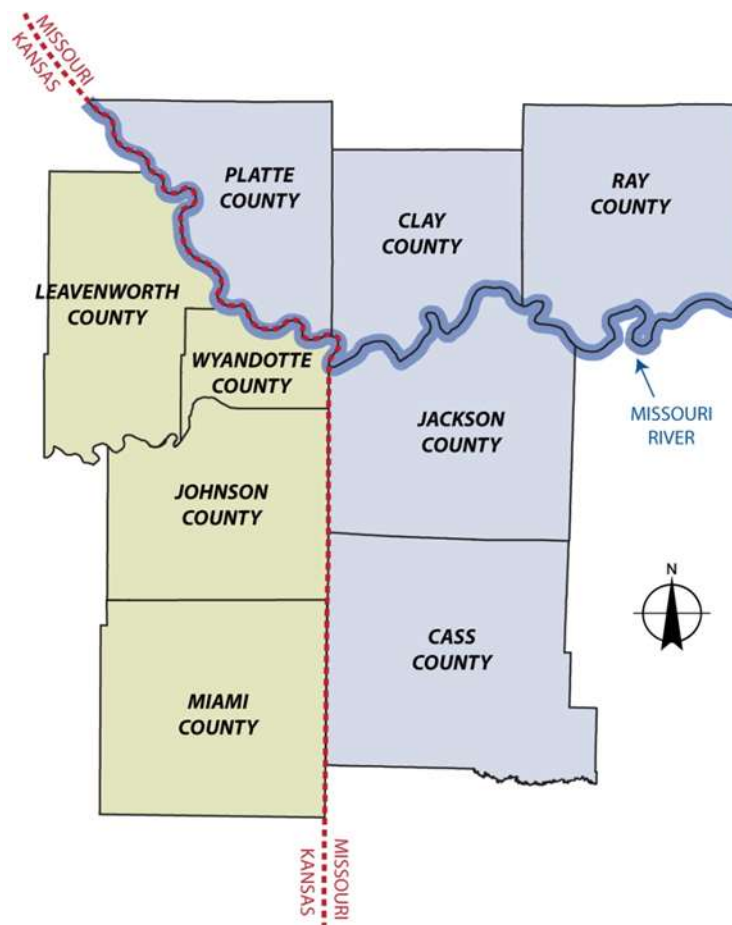 MISSOURI
KANSAS
PLATTE
COUNTY
CLAY
COUNTY
RAY
COUNTY
LEAVENWORTH
COUNTY
WYANDOTTE
COUNTY
JACKSON
COUNTY
MISSOURI
RIVER
JOHNSON
COUNTY
N
CASS
COUNTY
MIAMI
COUNTY
KANSAS
MISSOURI